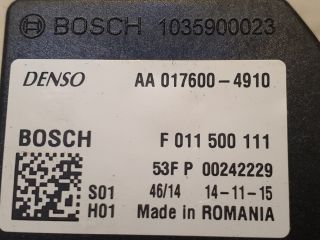 BOSCH 1035900023
DENSO AA 017600-4910
BOSCH F 011 500 111
53F P 00242229
S01 46/14 14-11-15
H01 Made in ROMANIA